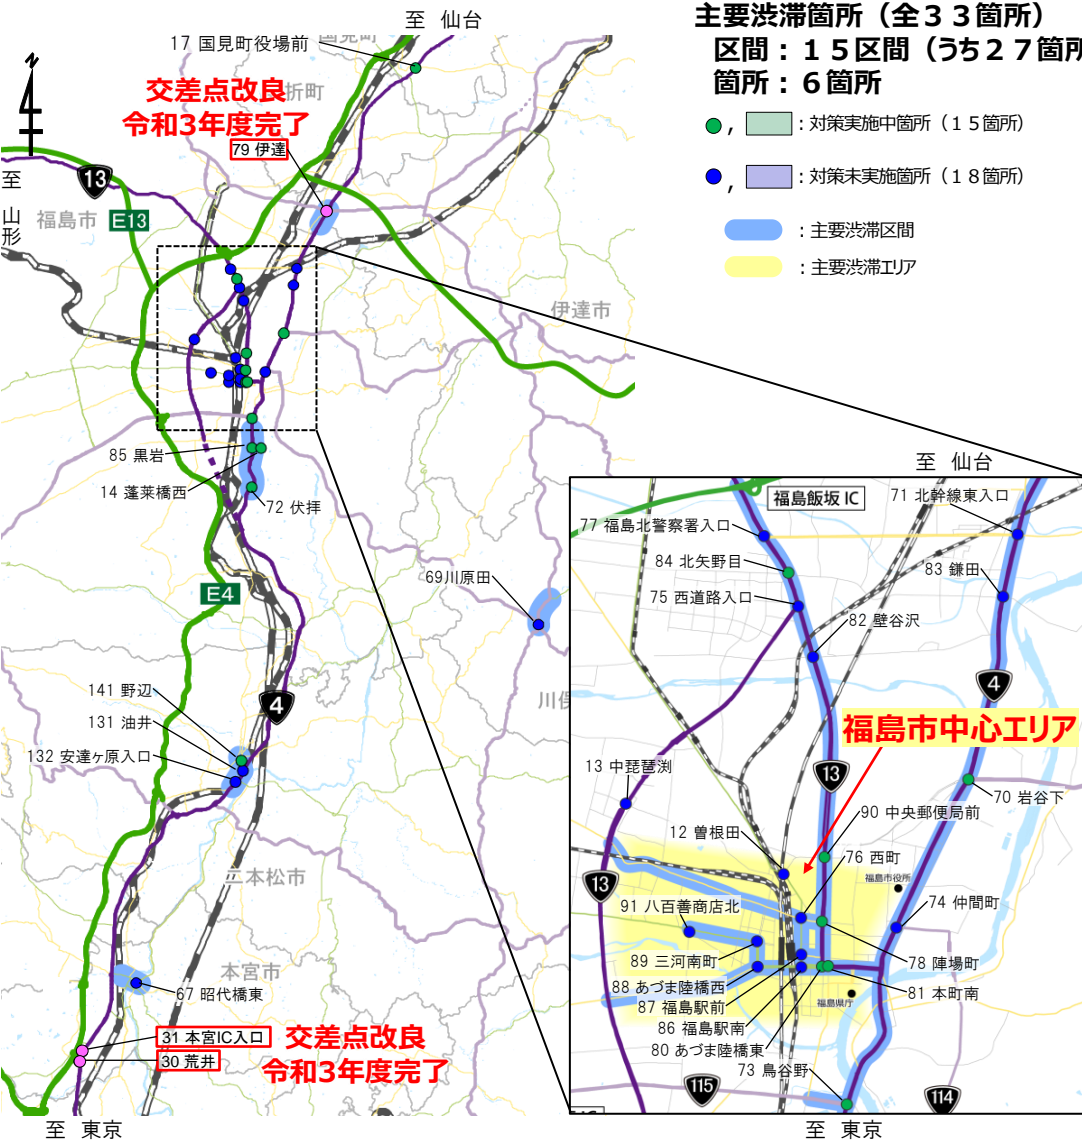 主要渋滞箇所（全３３箇所）
区間：１５区間（うち２７箇所
箇所：６箇所
：対策実施中箇所（１５箇所）
：対策未実施箇所（１８箇所）
：主要渋滞区間
：主要渋滞エリア
至 仙台
17 国見町役場前
国見町
交差点改良
令和3年度完了
折町
79 伊達
至
山形
13
福島市
E13
伊達市
85 黒岩
14 蓬莱橋西
72 伏拝
69川原田
E4
川俣
141 野辺
131 油井
132 安達ヶ原入口
4
二本松市
本宮市
67 昭代橋東
31 本宮IC入口
30 荒井
交差点改良
令和3年度完了
至 東京
至 仙台
福島飯坂 IC
71 北幹線東入口
77 福島北警察署入口
84 北矢野目
83 鎌田
75 西道路入口
82 壁谷沢
4
福島市中心エリア
13
13 中琵琶渕
70 岩谷下
90 中央郵便局前
12 曽根田
76 西町
福島市役所
13
91 八百善商店北
74 仲間町
89 三河南町
78 陣場町
88 あづま陸橋西
87 福島駅前
81 本町南
福島県庁
86 福島駅南
80 あづま陸橋東
73 鳥谷野
115
114
至 東京